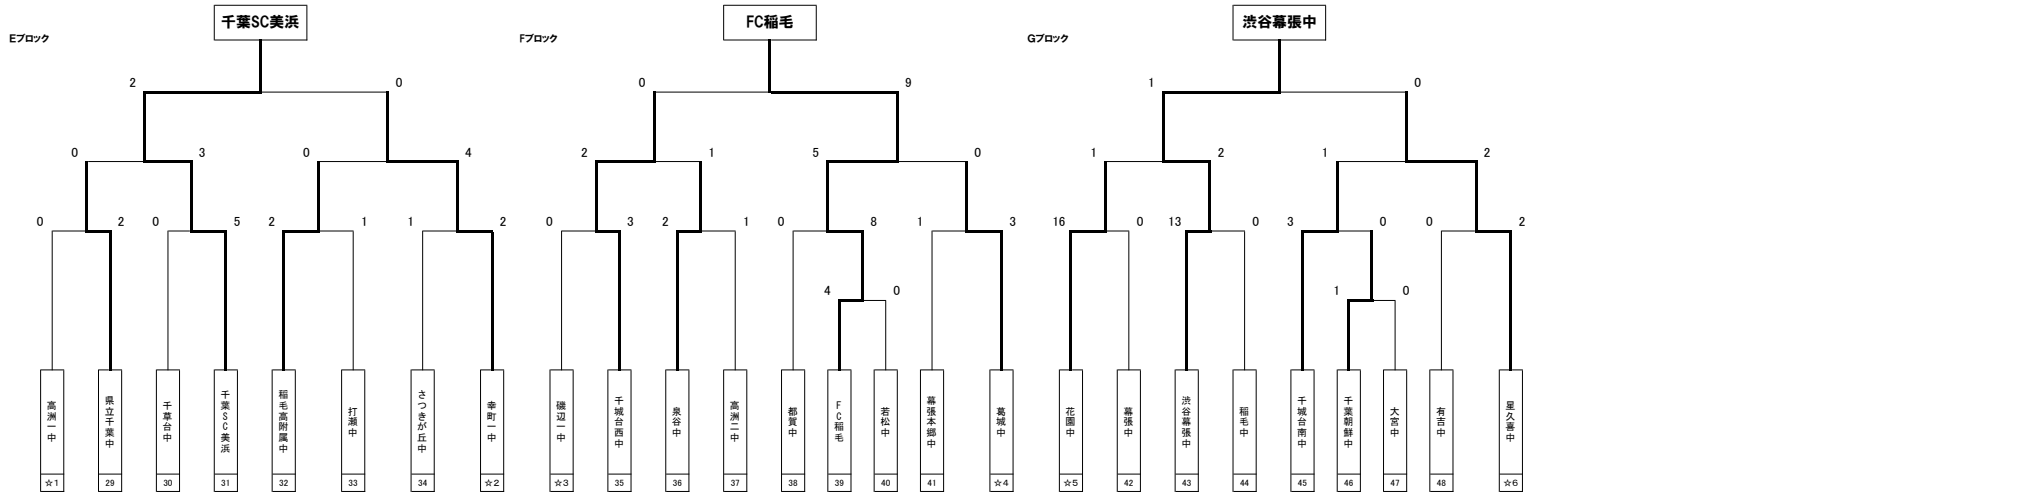 千葉SC美浜
FC稲毛
渋谷幕張中
Eブロック
Fブロック
Gブロック
2 0 0 9 1 0
0 3 0 4 2 1 5 0 1 2 1 2
0 2 0 5 2 1 1 2 0 3 2 1 0 8 1 3 16 0 13 0 3 0 0 2
4 0 1 0
高洲一中
県立千葉中
千草台中
千葉SC美浜
稲毛高附属中
打瀬中
さつきが丘中
幸町一中
磯辺一中
千城台西中
泉谷中
高洲二中
都賀中
FC稲毛
若松中
幕張本郷中
葛城中
花園中
幕張中
渋谷幕張中
稲毛中
千城台南中
千葉朝鮮中
大宮中
有吉中
星久喜中
☆1 29 30 31 32 33 34 ☆2 ☆3 35 36 37 38 39 40 41 ☆4 ☆5 42 43 44 45 46 47 48 ☆6